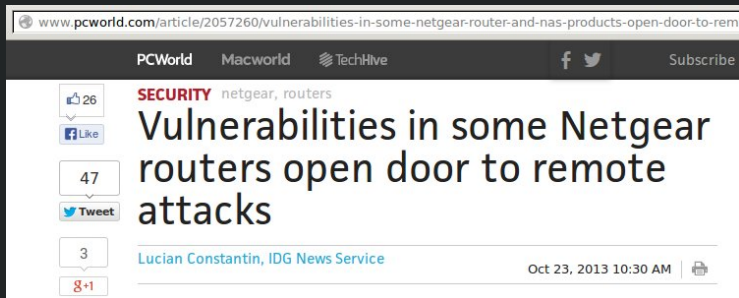 www.pcworld.com/article/2057260/vulnerabilities-in-some-netgear-router-and-nas-products-open-door-to-rem
PCWorld Macworld TechHive f Subscribe
26
SECURITY netgear, routers
f Like
Vulnerabilities in some Netgear
routers open door to remote
attacks
47
Tweet
3
g+1
Lucian Constantin, IDG News Service
Oct 23, 2013 10:30 AM